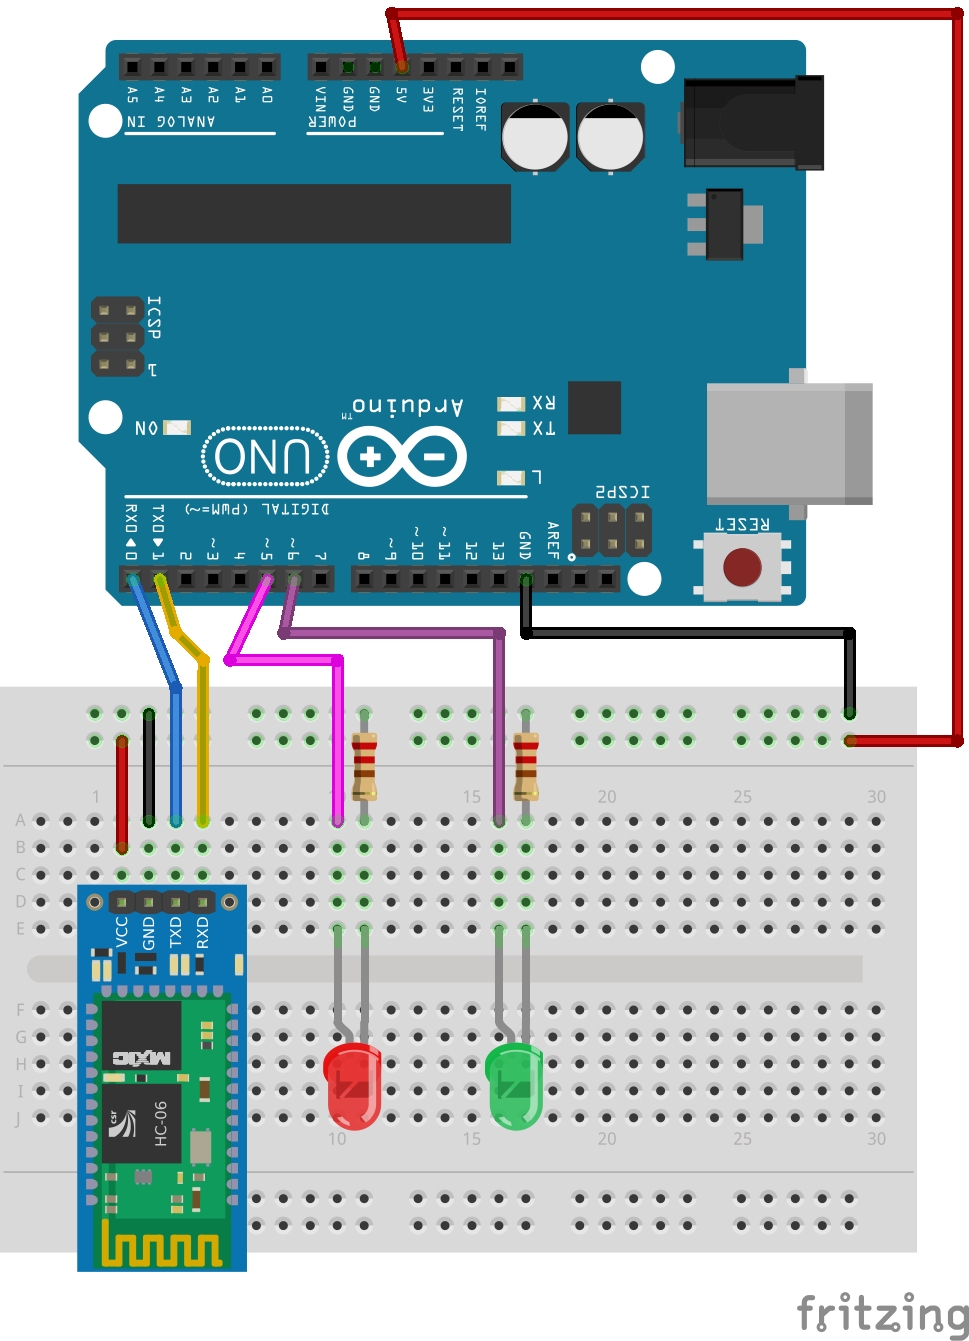 A5 A4 A3 A2 A1 A0
VIN GND GND 5V 3V3 RESET IOREF
ANALOG IN
POWER
ICSP
1
ON
UNO
Arduino
TM
RX
TX
L
ICSP2
RESET
DIGITAL (PWM=~)
RX0◀0 TX0▶1 2 ~3 4 ~5 ~6 7 8 ~9 ~10 ~11 12 13 GND AREF
1 10 15 20 25 30
A
B
C
D
E
VCC GND TXD RXD
F
G
H
I
J
MXIC
csr
HC-06
10 15 20 25 30
fritzing